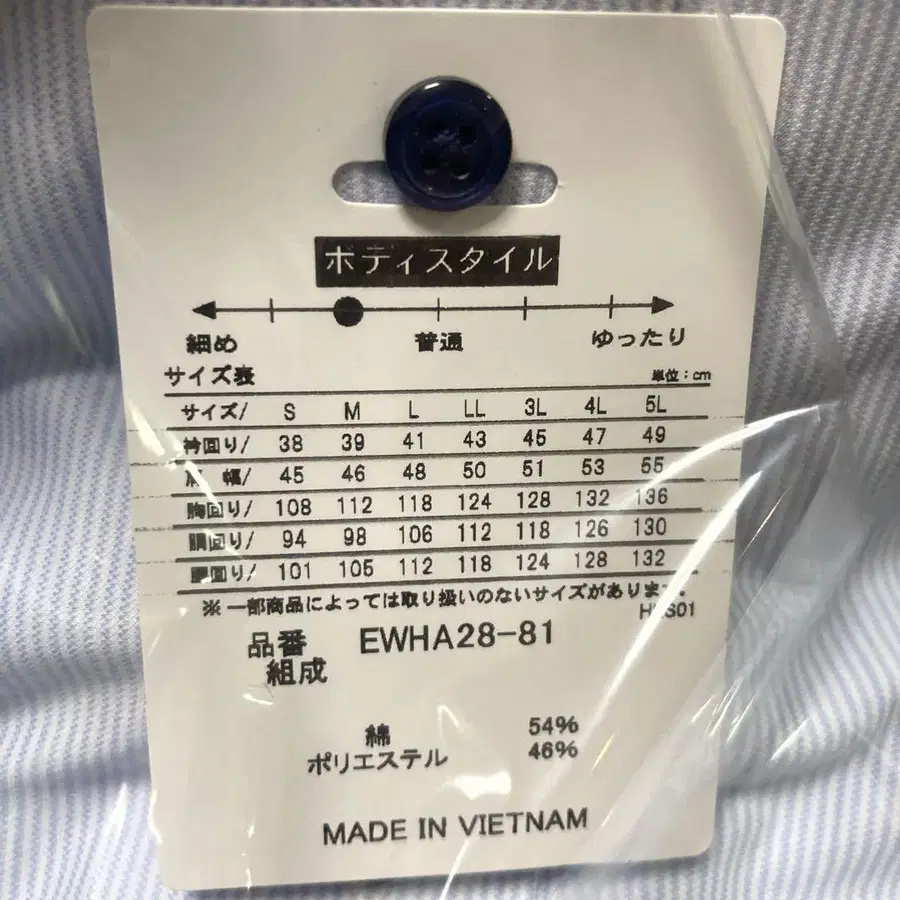 ボディスタイル
細め 普通 ゆったり
サイズ表 単位:cm
サイズ/ S M L LL 3L 4L 5L
衿回り/ 38 39 41 43 45 47 49
肩 幅/ 45 46 48 50 51 53 55
胸回り/ 108 112 118 124 128 132 136
胴回り/ 94 98 106 112 118 126 130
腰回り/ 101 105 112 118 124 128 132
※一部商品によっては取り扱いのないサイズがあります。
品番 EWHA28-81
組成
綿 54%
ポリエステル 46%
MADE IN VIETNAM